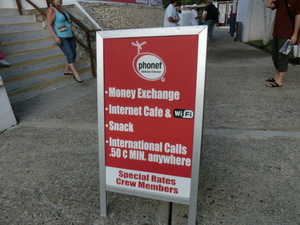 phonet
• Money Exchange
• Internet Cafe & WiFi
• Snack
• International Calls
.50 ¢ MIN. anywhere
Special Rates
Crew Members